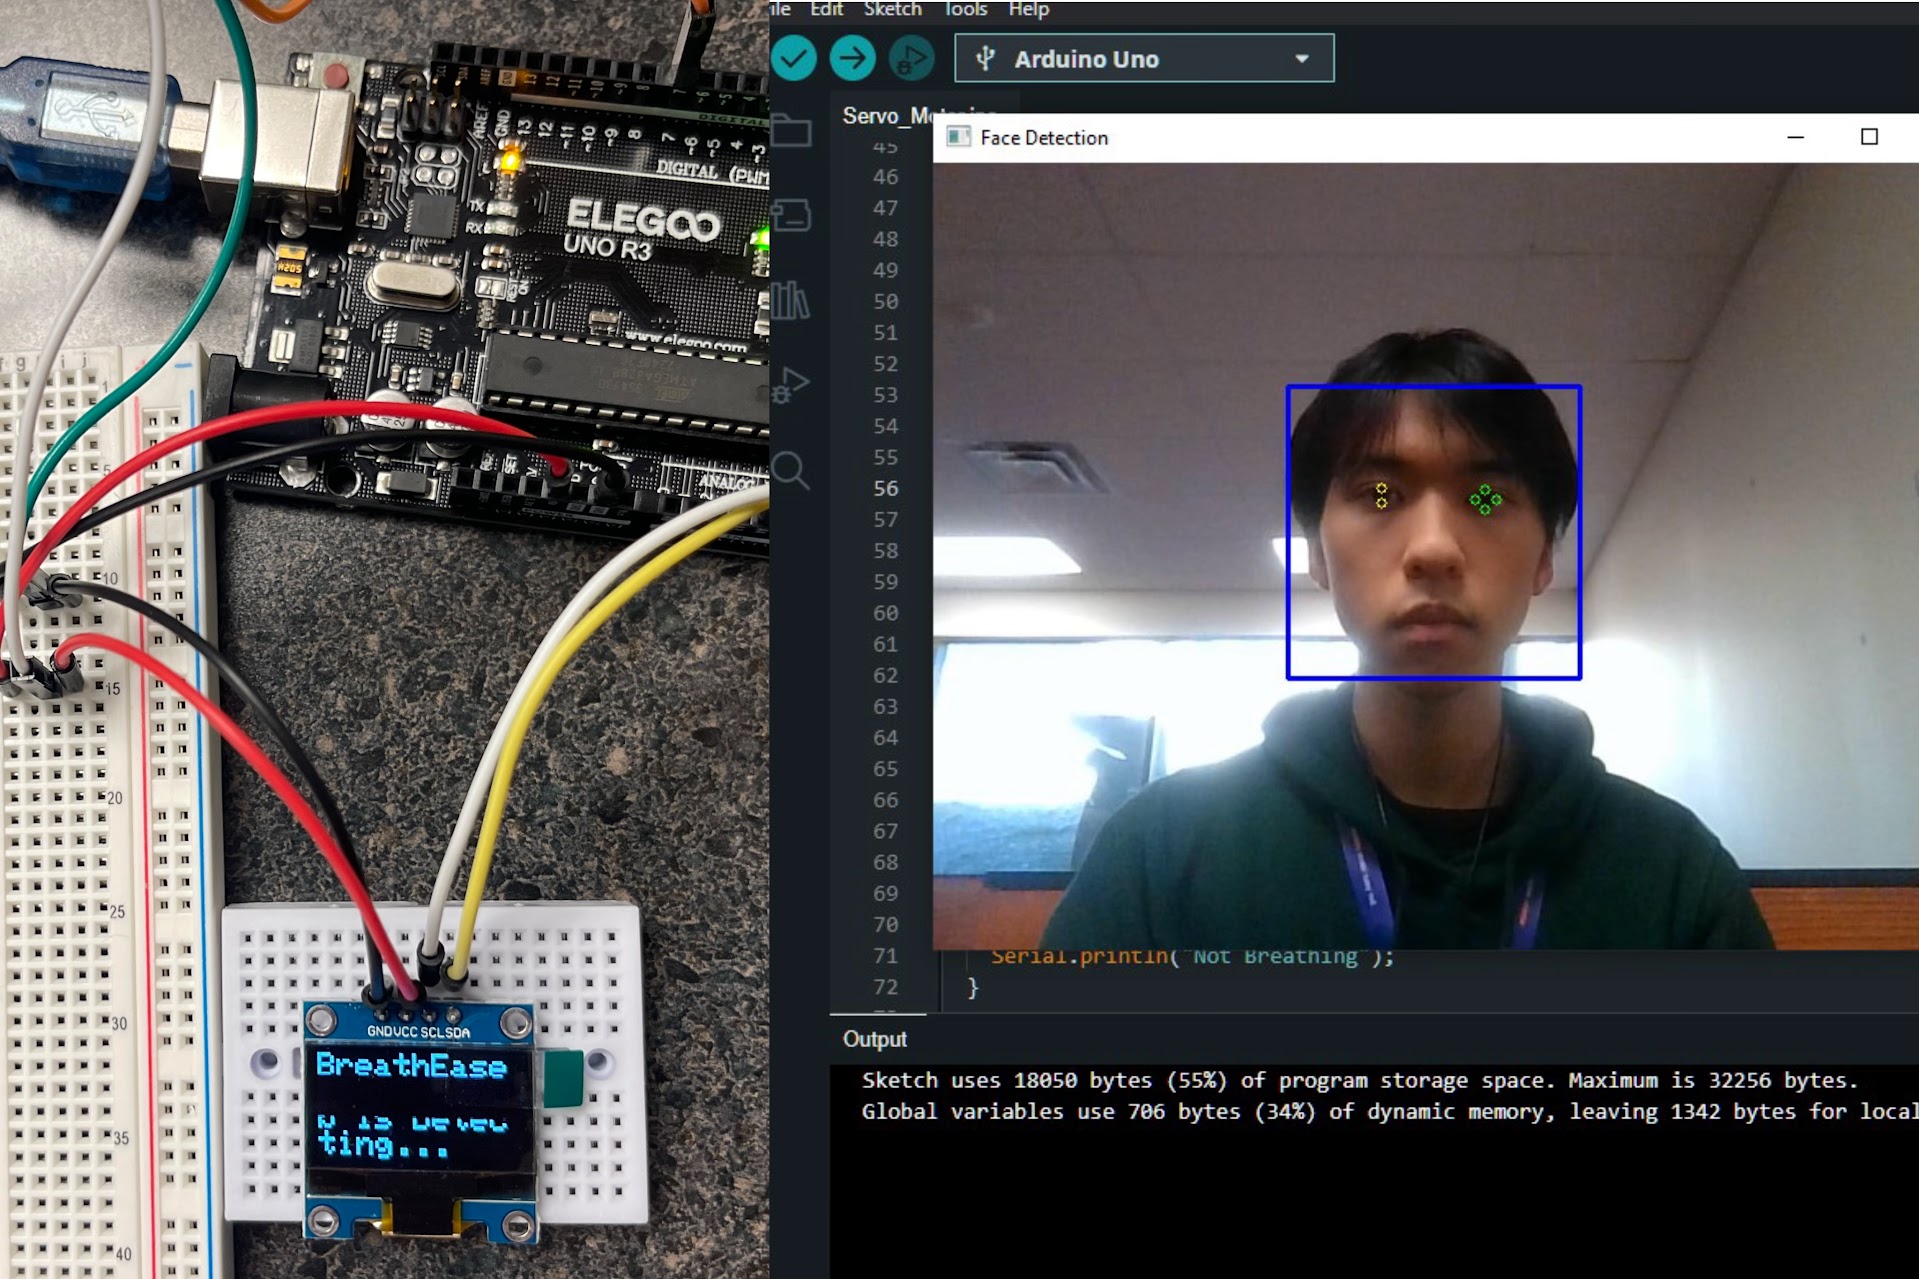 ELEGOO
UNO R3
DIGITAL (PWM
www.elegoo.com
TX
RX
AREF
GND
13
12
~11
~10
~9
8
7
~6
~5
4
~3
ANALOG
f g i j
1
5
10
15
20
25
30
35
40
GND VCC SCL SDA
BreathEase
ting...
Edit Sketch Tools Help
Arduino Uno
Face Detection
45
46
47
48
49
50
51
52
53
54
55
56
57
58
59
60
61
62
63
64
65
66
67
68
69
70
71 Serial.println("Not Breathing");
72 }
Output
Sketch uses 18050 bytes (55%) of program storage space. Maximum is 32256 bytes.
Global variables use 706 bytes (34%) of dynamic memory, leaving 1342 bytes for local